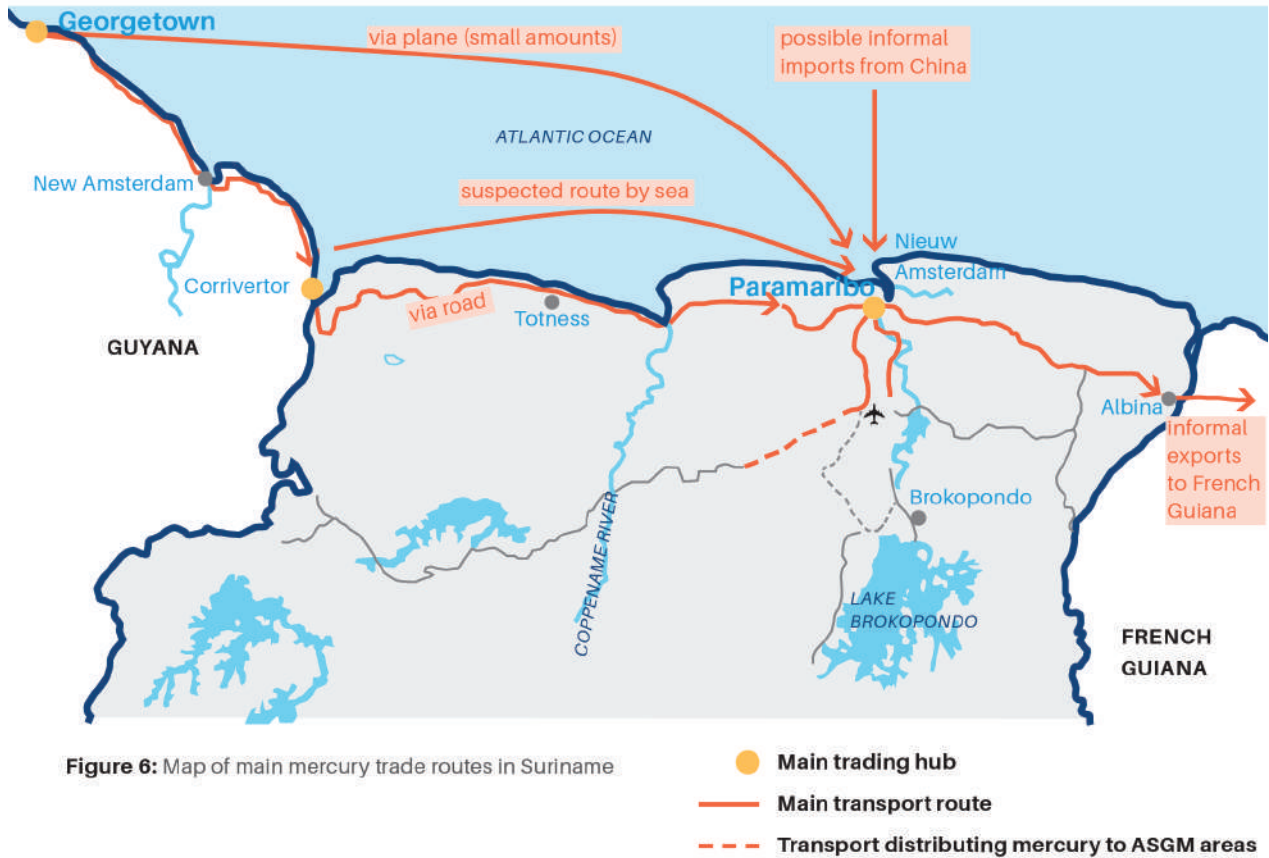 Georgetown
via plane (small amounts)
possible informal
imports from China
ATLANTIC OCEAN
New Amsterdam
suspected route by sea
Nieuw
Amsterdam
Corrivertor
Paramaribo
via road
Totness
GUYANA
Albina
informal
exports
to French
Guiana
Brokopondo
COPPENAME RIVER
LAKE
BROKOPONDO
FRENCH
GUIANA
Figure 6: Map of main mercury trade routes in Suriname
Main trading hub
Main transport route
Transport distributing mercury to ASGM areas